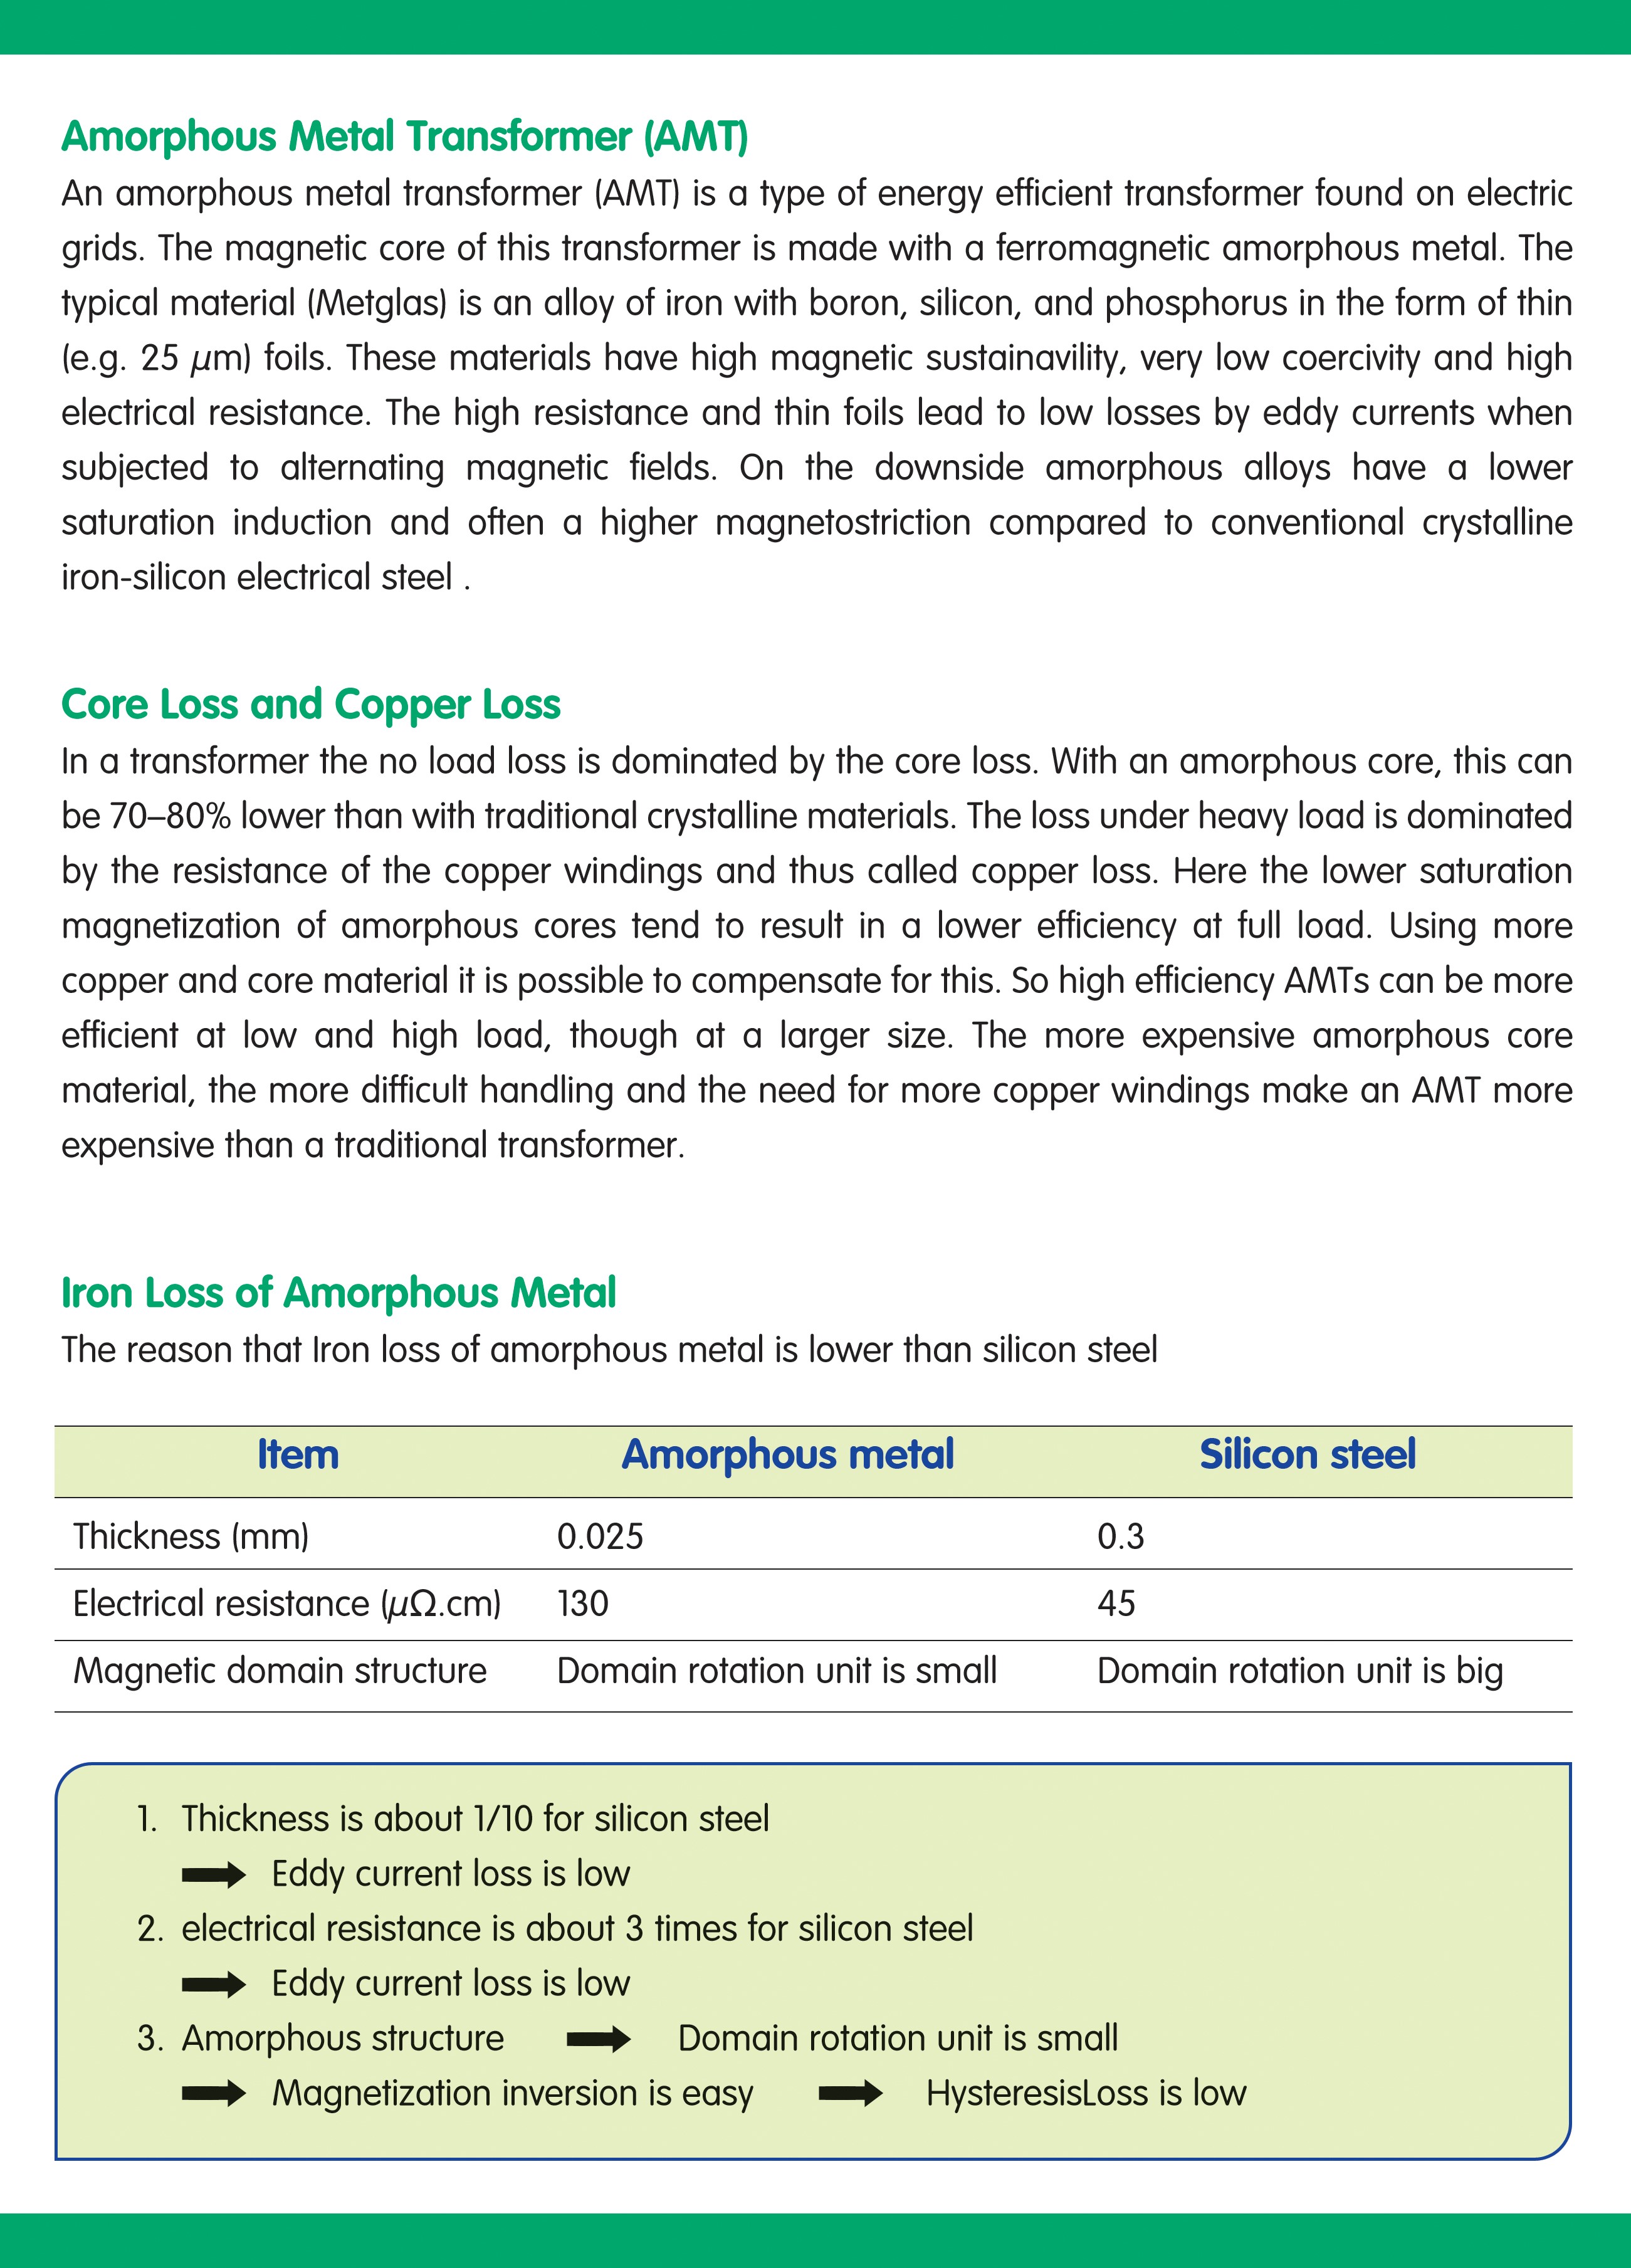 Amorphous Metal Transformer (AMT)
An amorphous metal transformer (AMT) is a type of energy efficient transformer found on electric
grids. The magnetic core of this transformer is made with a ferromagnetic amorphous metal. The
typical material (Metglas) is an alloy of iron with boron, silicon, and phosphorus in the form of thin
(e.g. 25 μm) foils. These materials have high magnetic sustainavility, very low coercivity and high
electrical resistance. The high resistance and thin foils lead to low losses by eddy currents when
subjected to alternating magnetic fields. On the downside amorphous alloys have a lower
saturation induction and often a higher magnetostriction compared to conventional crystalline
iron-silicon electrical steel .
Core Loss and Copper Loss
In a transformer the no load loss is dominated by the core loss. With an amorphous core, this can
be 70–80% lower than with traditional crystalline materials. The loss under heavy load is dominated
by the resistance of the copper windings and thus called copper loss. Here the lower saturation
magnetization of amorphous cores tend to result in a lower efficiency at full load. Using more
copper and core material it is possible to compensate for this. So high efficiency AMTs can be more
efficient at low and high load, though at a larger size. The more expensive amorphous core
material, the more difficult handling and the need for more copper windings make an AMT more
expensive than a traditional transformer.
Iron Loss of Amorphous Metal
The reason that Iron loss of amorphous metal is lower than silicon steel
Item Amorphous metal Silicon steel
Thickness (mm) 0.025 0.3
Electrical resistance (μΩ.cm) 130 45
Magnetic domain structure Domain rotation unit is small Domain rotation unit is big
1. Thickness is about 1/10 for silicon steel
➡ Eddy current loss is low
2. electrical resistance is about 3 times for silicon steel
➡ Eddy current loss is low
3. Amorphous structure ➡ Domain rotation unit is small
➡ Magnetization inversion is easy ➡ HysteresisLoss is low